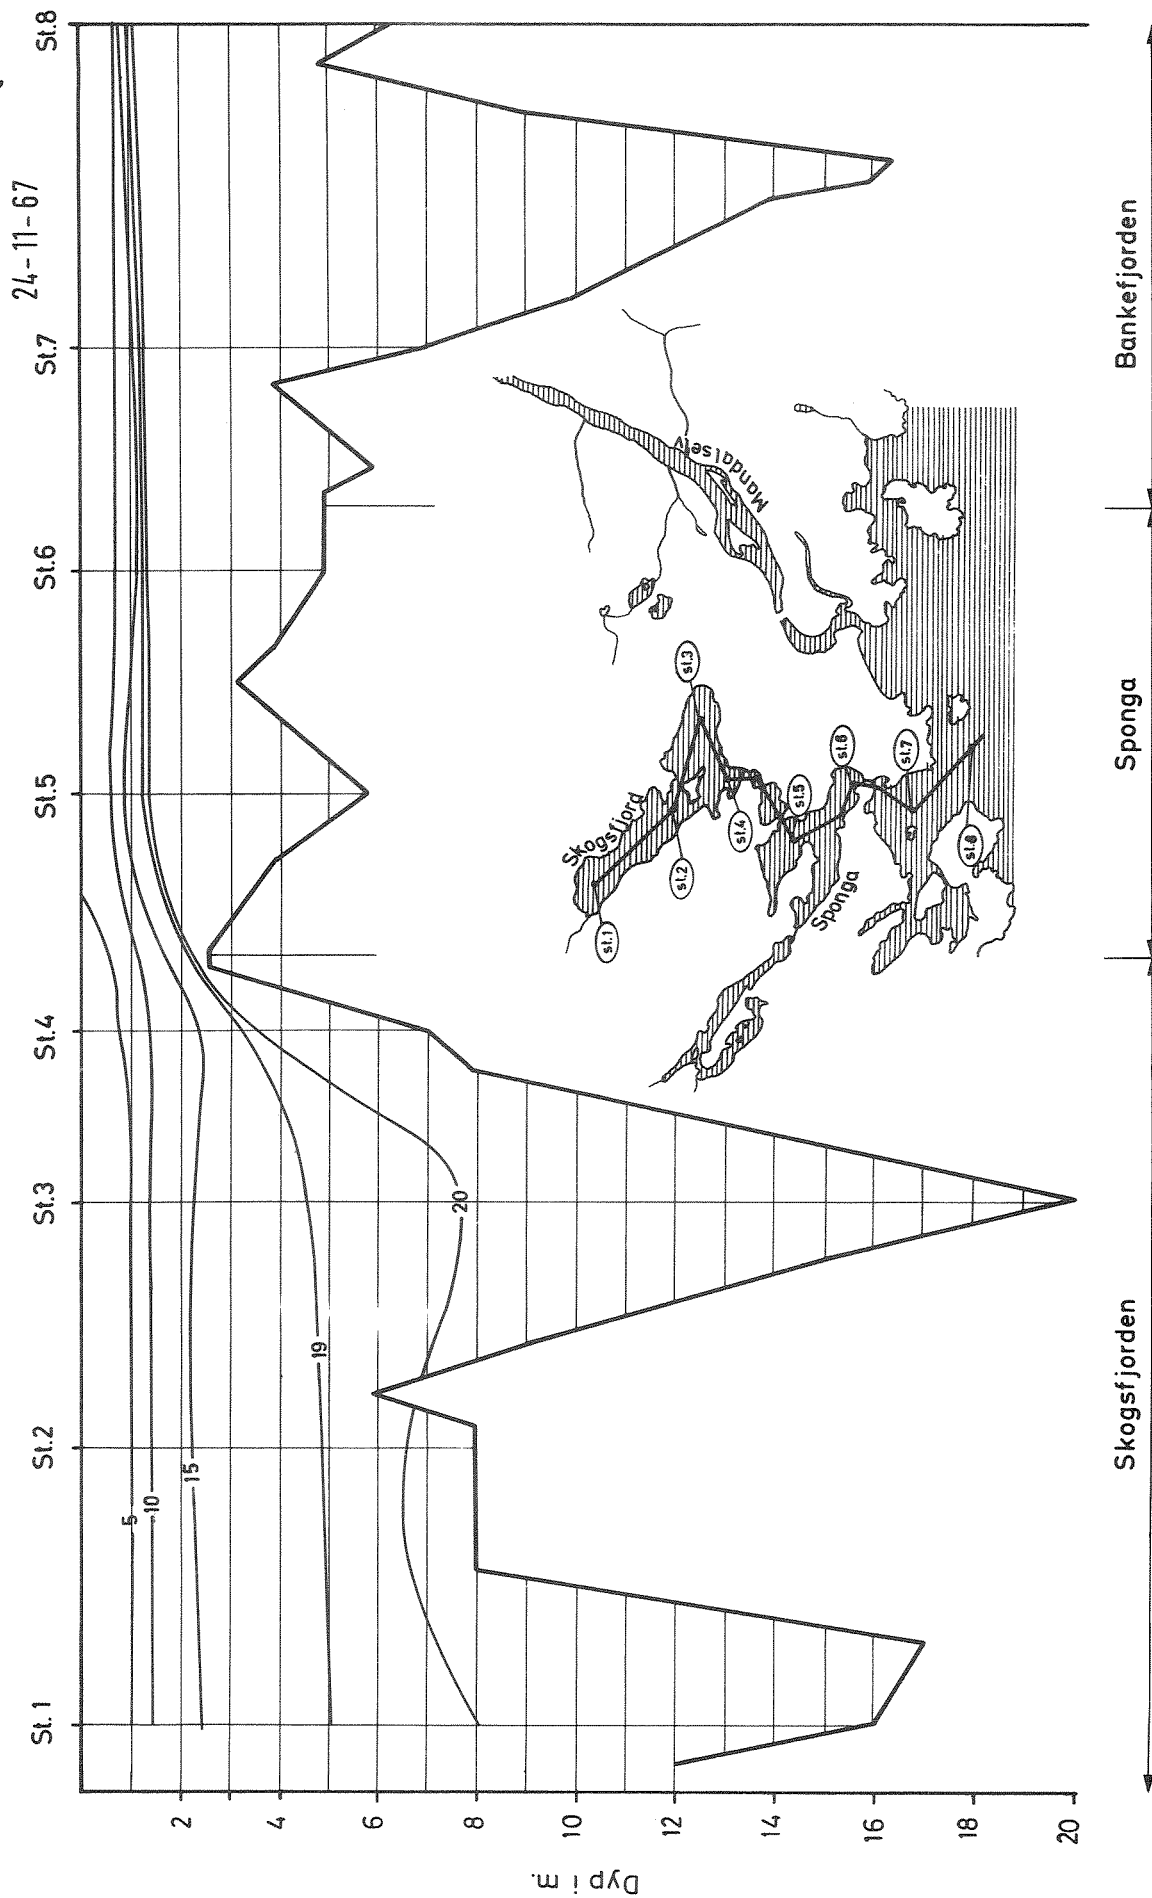 24-11-67
St.1
St.2
St.3
St.4
St.5
St.6
St.7
St.8
5
10
15
19
20
Dyp i m.
2
4
6
8
10
12
14
16
18
20
Skogsfjord
Mandalselv
Sponga
st.1
st.2
st.3
st.4
st.5
st.6
st.7
st.8
Skogsfjorden
Sponga
Bankefjorden